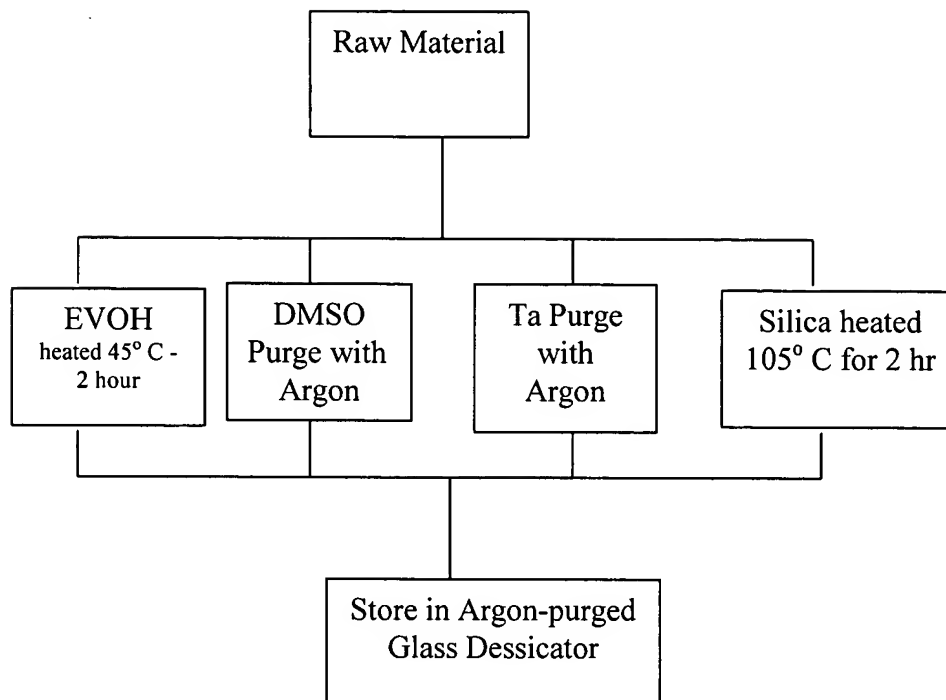 Raw Material
EVOH
heated 45° C -
2 hour
DMSO
Purge with
Argon
Ta Purge
with
Argon
Silica heated
105° C for 2 hr
Store in Argon-purged
Glass Dessicator